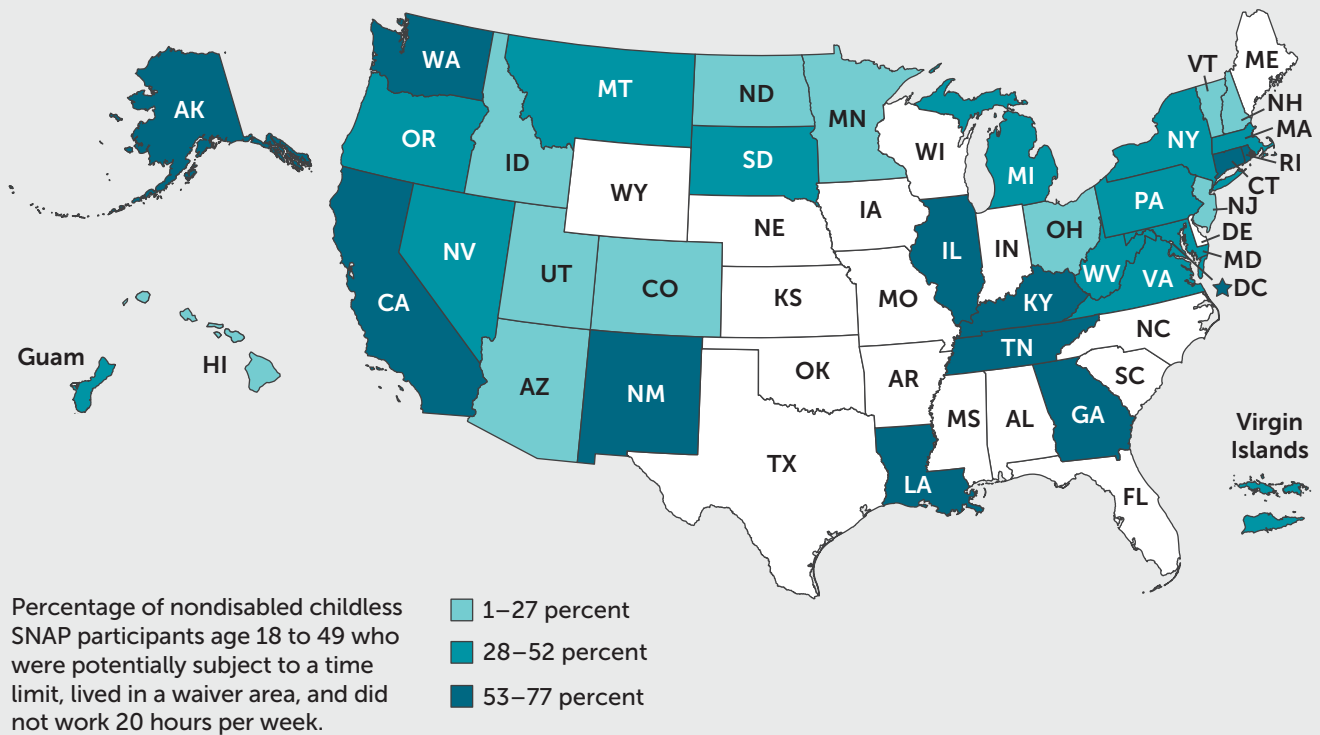 WA
AK
OR
MT
ID
ND
MN
SD
WY
WI
MI
NY
VT
ME
NH
MA
RI
CT
PA
NJ
DE
MD
DC
NV
UT
CO
NE
IA
IL
IN
OH
WV
VA
CA
KS
MO
KY
NC
TN
SC
AZ
NM
OK
AR
MS
AL
GA
TX
LA
FL
Guam
HI
Virgin
Islands
Percentage of nondisabled childless
SNAP participants age 18 to 49 who
were potentially subject to a time
limit, lived in a waiver area, and did
not work 20 hours per week.
1–27 percent
28–52 percent
53–77 percent